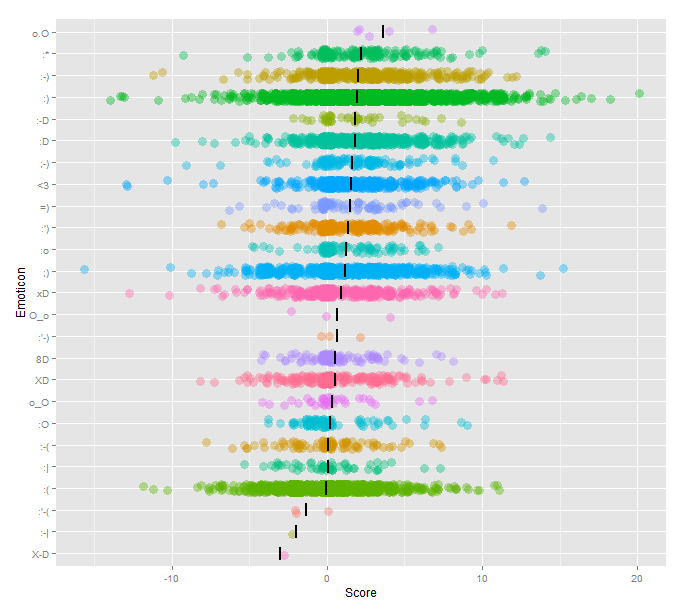 o.O
:*
:-)
:)
;-D
:D
;-)
<3
=)
:')
:o
;)
xD
O_o
:'-)
8D
XD
o_O
:O
:-(
:|
:(
:'-(
:-|
X-D
Emoticon
-10
0
10
20
Score